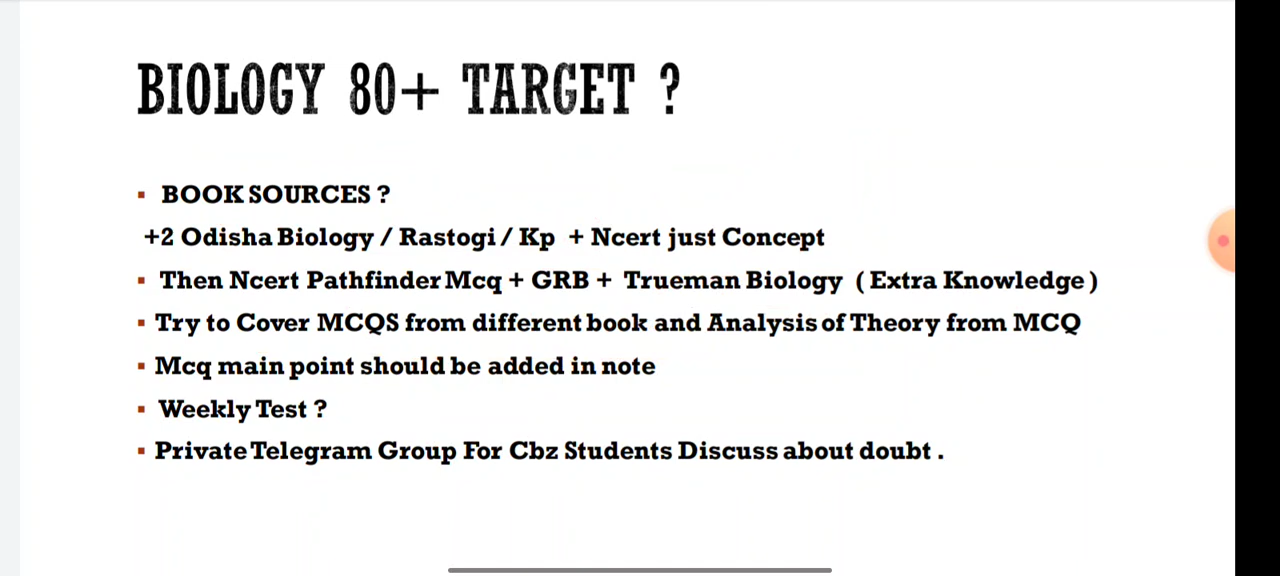 BIOLOGY 80+ TARGET ?
▪ BOOK SOURCES ?
+2 Odisha Biology / Rastogi / Kp + Ncert just Concept
▪ Then Ncert Pathfinder Mcq + GRB + Trueman Biology ( Extra Knowledge )
▪ Try to Cover MCQS from different book and Analysis of Theory from MCQ
▪ Mcq main point should be added in note
▪ Weekly Test ?
▪ Private Telegram Group For Cbz Students Discuss about doubt .